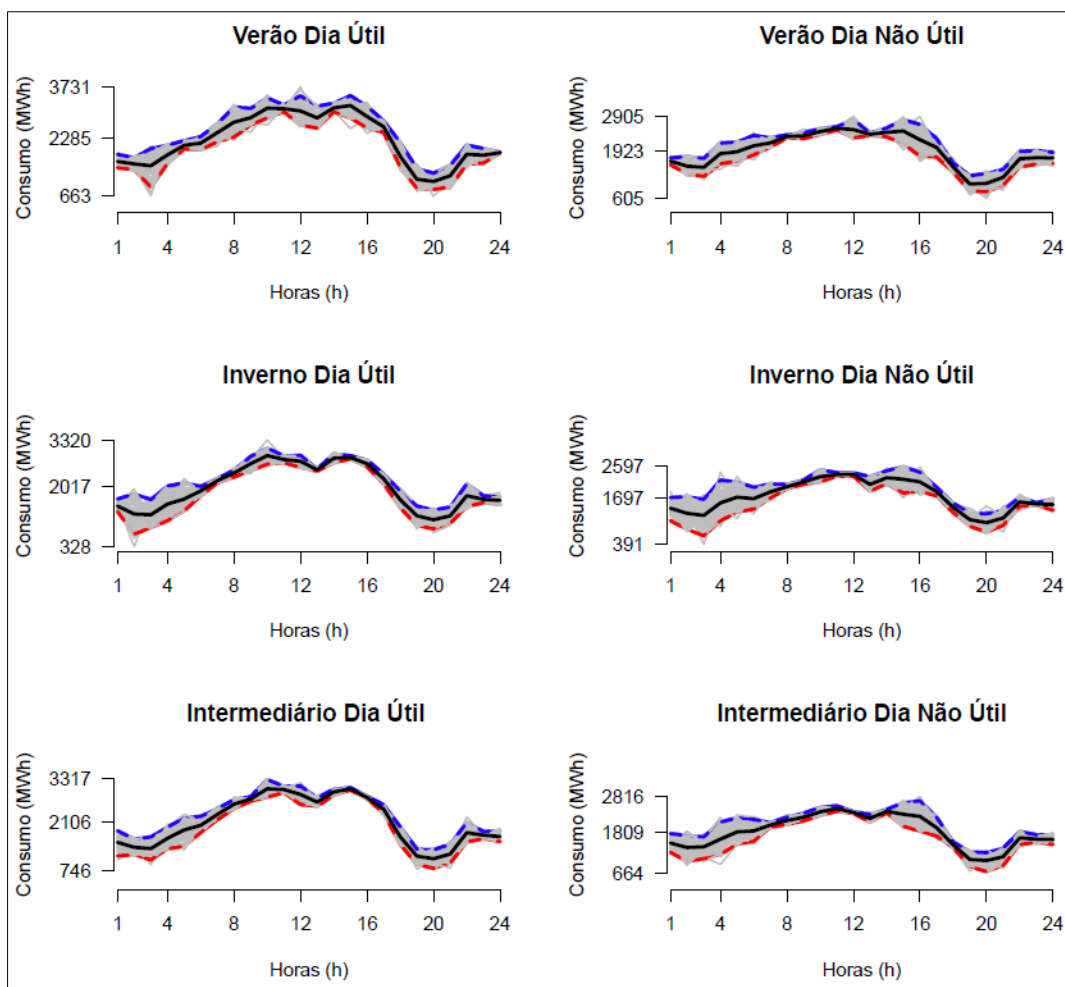 Verão Dia Útil
Consumo (MWh)
3731
2285
663
1 4 8 12 16 20 24
Horas (h)
Verão Dia Não Útil
Consumo (MWh)
2905
1923
605
1 4 8 12 16 20 24
Horas (h)
Inverno Dia Útil
Consumo (MWh)
3320
2017
328
1 4 8 12 16 20 24
Horas (h)
Inverno Dia Não Útil
Consumo (MWh)
2597
1697
391
1 4 8 12 16 20 24
Horas (h)
Intermediário Dia Útil
Consumo (MWh)
3317
2106
746
1 4 8 12 16 20 24
Horas (h)
Intermediário Dia Não Útil
Consumo (MWh)
2816
1809
664
1 4 8 12 16 20 24
Horas (h)